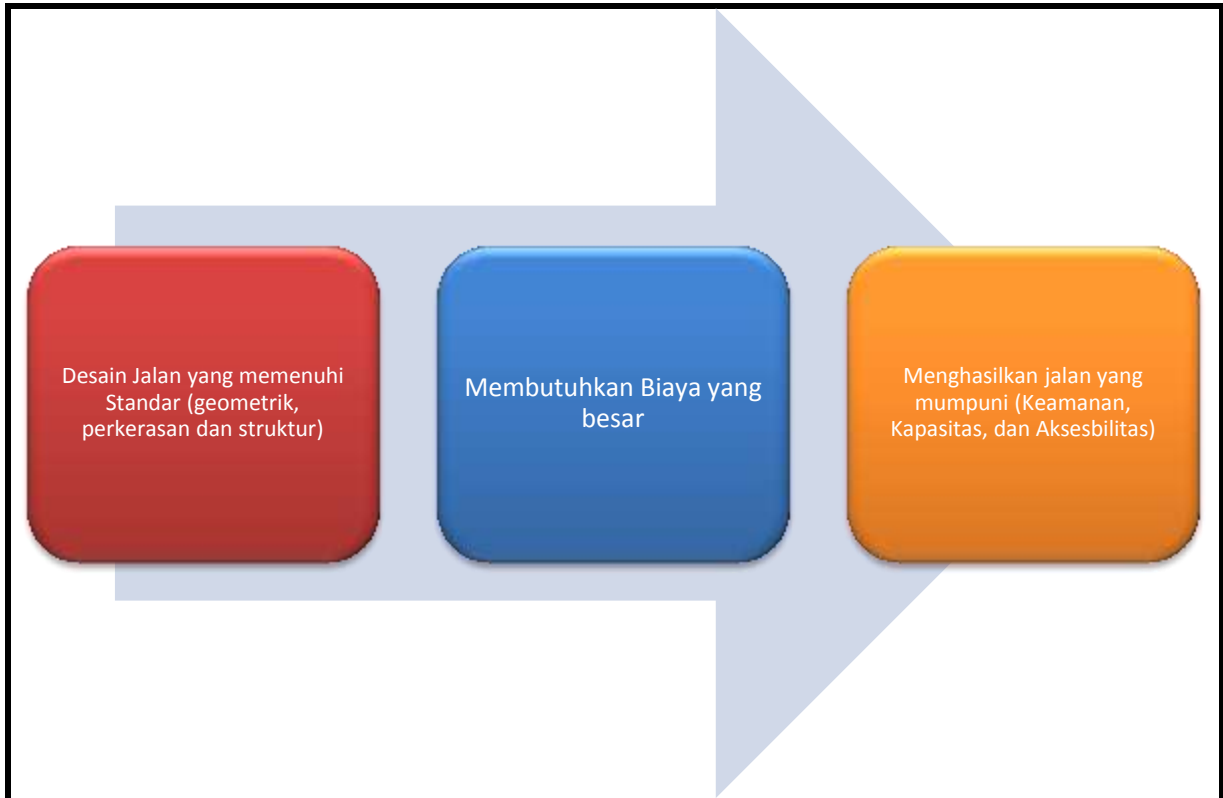 Desain Jalan yang memenuhi
Standar (geometrik,
perkerasan dan struktur)
Membutuhkan Biaya yang
besar
Menghasilkan jalan yang
mumpuni (Keamanan,
Kapasitas, dan Aksesbilitas)